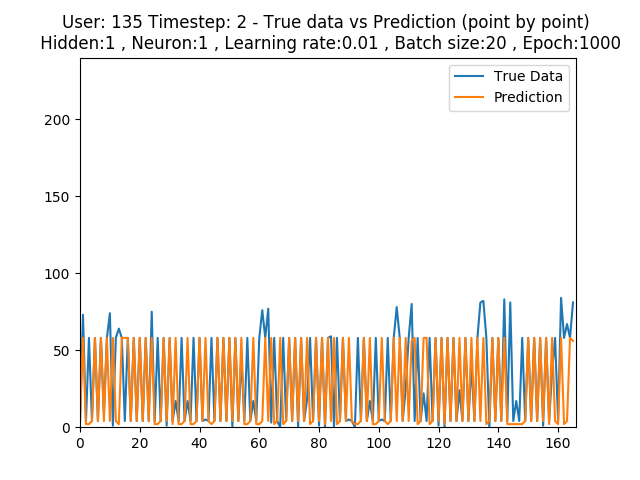 User: 135 Timestep: 2 - True data vs Prediction (point by point)
Hidden:1 , Neuron:1 , Learning rate:0.01 , Batch size:20 , Epoch:1000
True Data
Prediction
200
150
100
50
0
0 20 40 60 80 100 120 140 160